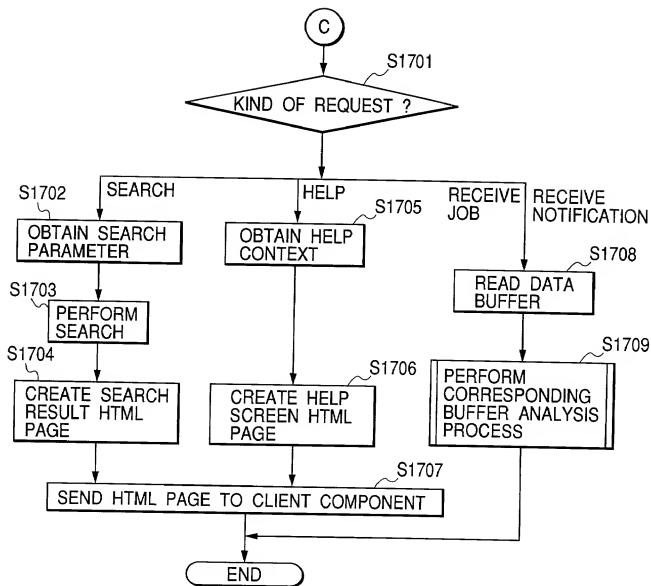 C
S1701
KIND OF REQUEST ?
SEARCH
HELP
RECEIVE
JOB
RECEIVE
NOTIFICATION
S1702
OBTAIN SEARCH
PARAMETER
S1703
PERFORM
SEARCH
S1704
CREATE SEARCH
RESULT HTML
PAGE
S1705
OBTAIN HELP
CONTEXT
S1706
CREATE HELP
SCREEN HTML
PAGE
S1708
READ DATA
BUFFER
S1709
PERFORM
CORRESPONDING
BUFFER ANALYSIS
PROCESS
S1707
SEND HTML PAGE TO CLIENT COMPONENT
END